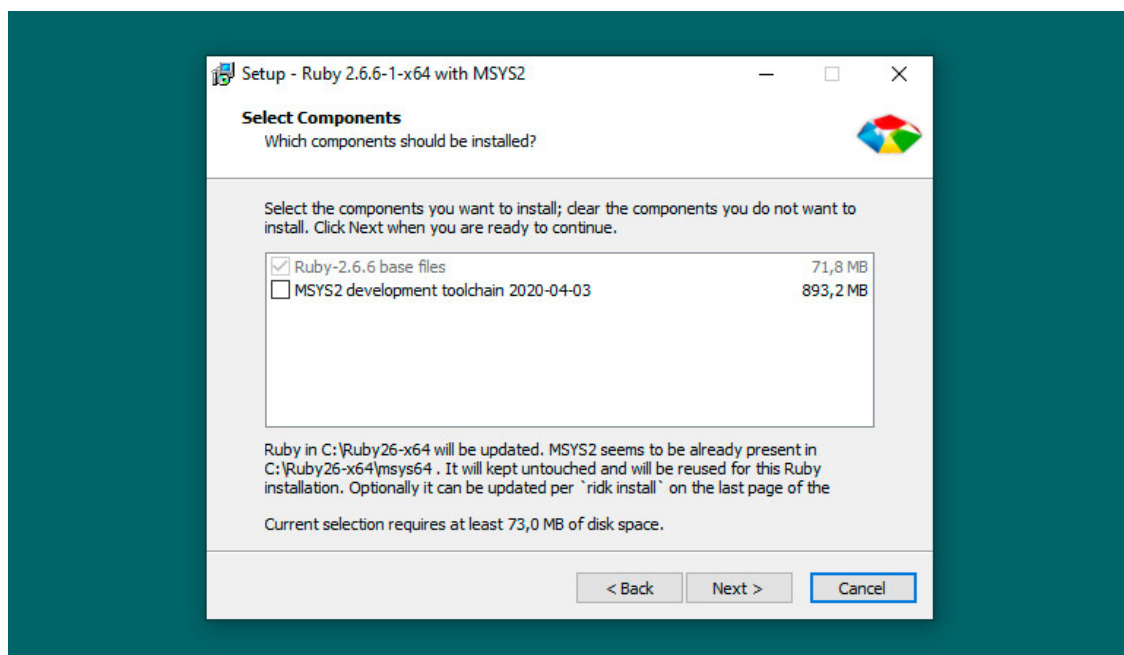 Setup - Ruby 2.6.6-1-x64 with MSYS2
Select Components
Which components should be installed?
Select the components you want to install; clear the components you do not want to
install. Click Next when you are ready to continue.
Ruby-2.6.6 base files 71,8 MB
MSYS2 development toolchain 2020-04-03 893,2 MB
Ruby in C:\Ruby26-x64 will be updated. MSYS2 seems to be already present in
C:\Ruby26-x64\msys64 . It will kept untouched and will be reused for this Ruby
installation. Optionally it can be updated per `ridk install` on the last page of the
Current selection requires at least 73,0 MB of disk space.
< Back Next > Cancel